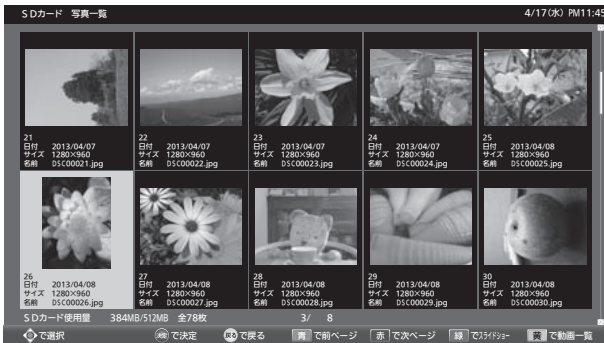 SDカード 写真一覧
4/17(水) PM11:45
21
日付 2013/04/07
サイズ 1280×960
名前 DSC00021.jpg
22
日付 2013/04/07
サイズ 1280×960
名前 DSC00022.jpg
23
日付 2013/04/07
サイズ 1280×960
名前 DSC00023.jpg
24
日付 2013/04/07
サイズ 1280×960
名前 DSC00024.jpg
25
日付 2013/04/08
サイズ 1280×960
名前 DSC00025.jpg
26
日付 2013/04/08
サイズ 1280×960
名前 DSC00026.jpg
27
日付 2013/04/08
サイズ 1280×960
名前 DSC00027.jpg
28
日付 2013/04/08
サイズ 1280×960
名前 DSC00028.jpg
29
日付 2013/04/08
サイズ 1280×960
名前 DSC00029.jpg
30
日付 2013/04/08
サイズ 1280×960
名前 DSC00030.jpg
SDカード使用量 384MB/512MB 全78枚 3/ 8
で選択 決定 で決定 戻る で戻る 青 で前ページ 赤 で次ページ 緑 でスライドショー 黄 で動画一覧